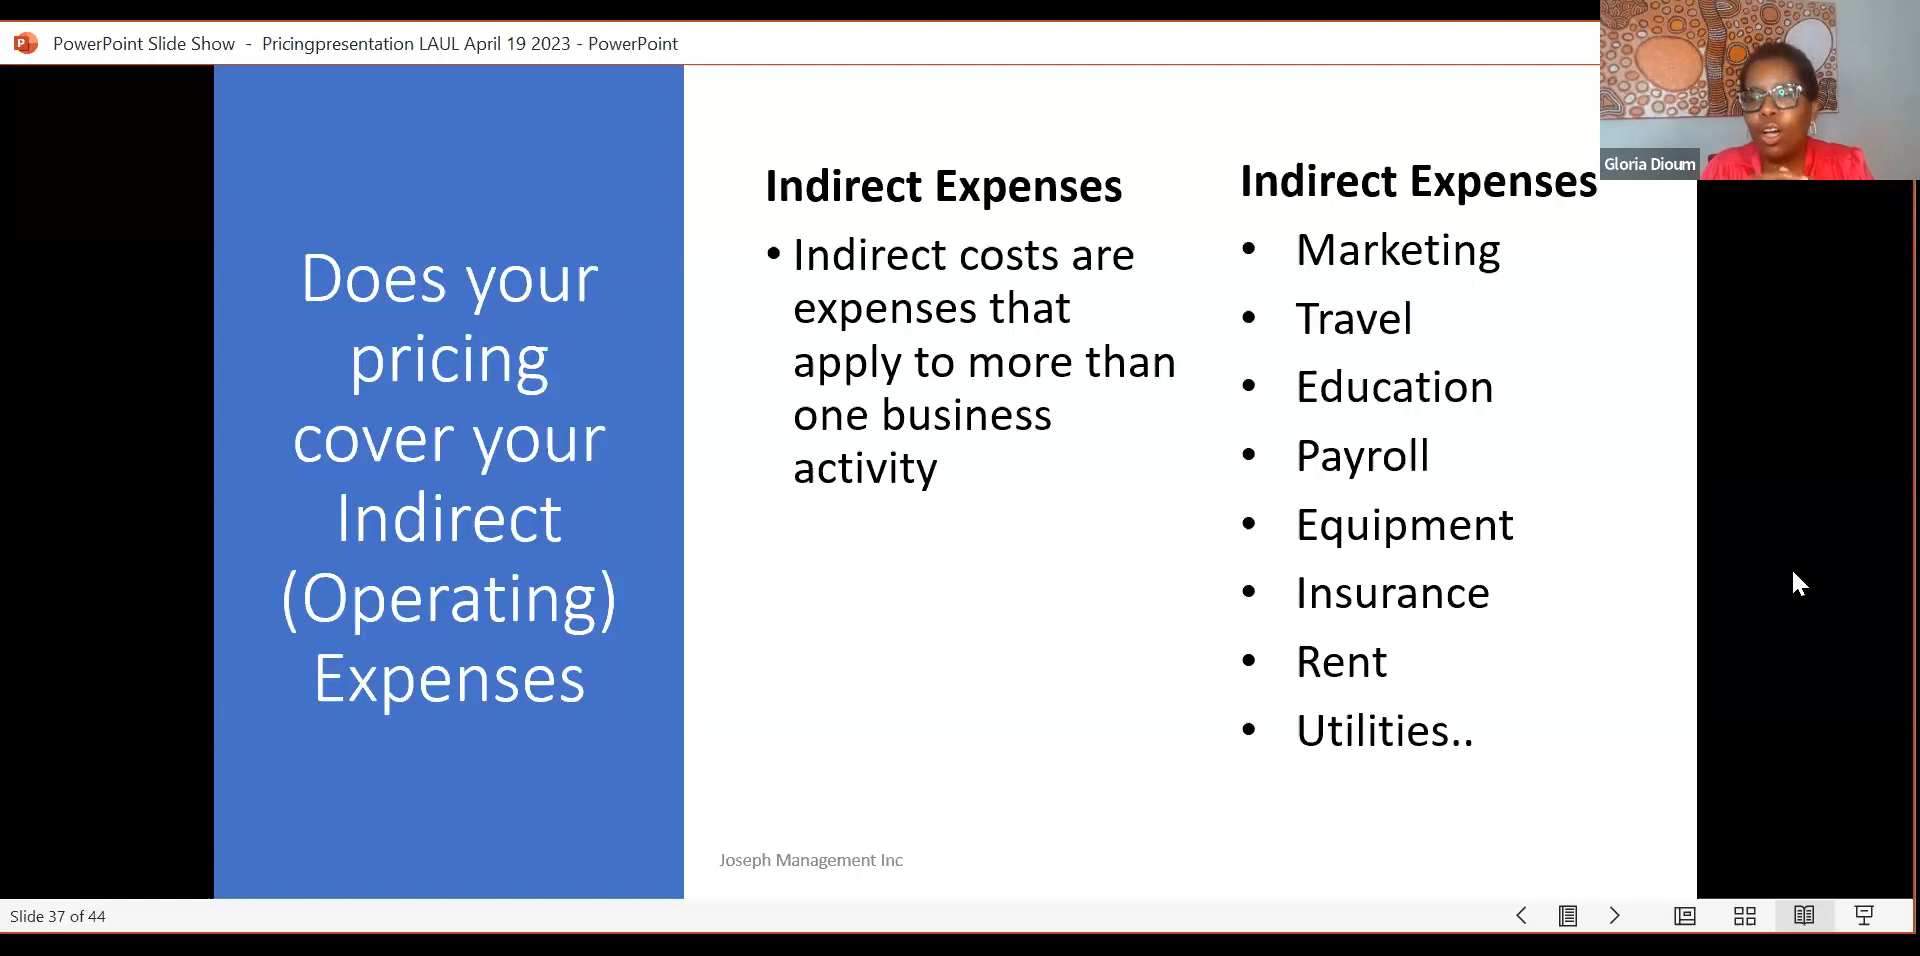 PowerPoint Slide Show - Pricingpresentation LAUL April 19 2023 - PowerPoint
Gloria Dioum
Does your
pricing
cover your
Indirect
(Operating)
Expenses
Indirect Expenses
• Indirect costs are
expenses that
apply to more than
one business
activity
Indirect Expenses
• Marketing
• Travel
• Education
• Payroll
• Equipment
• Insurance
• Rent
• Utilities..
Joseph Management Inc
Slide 37 of 44